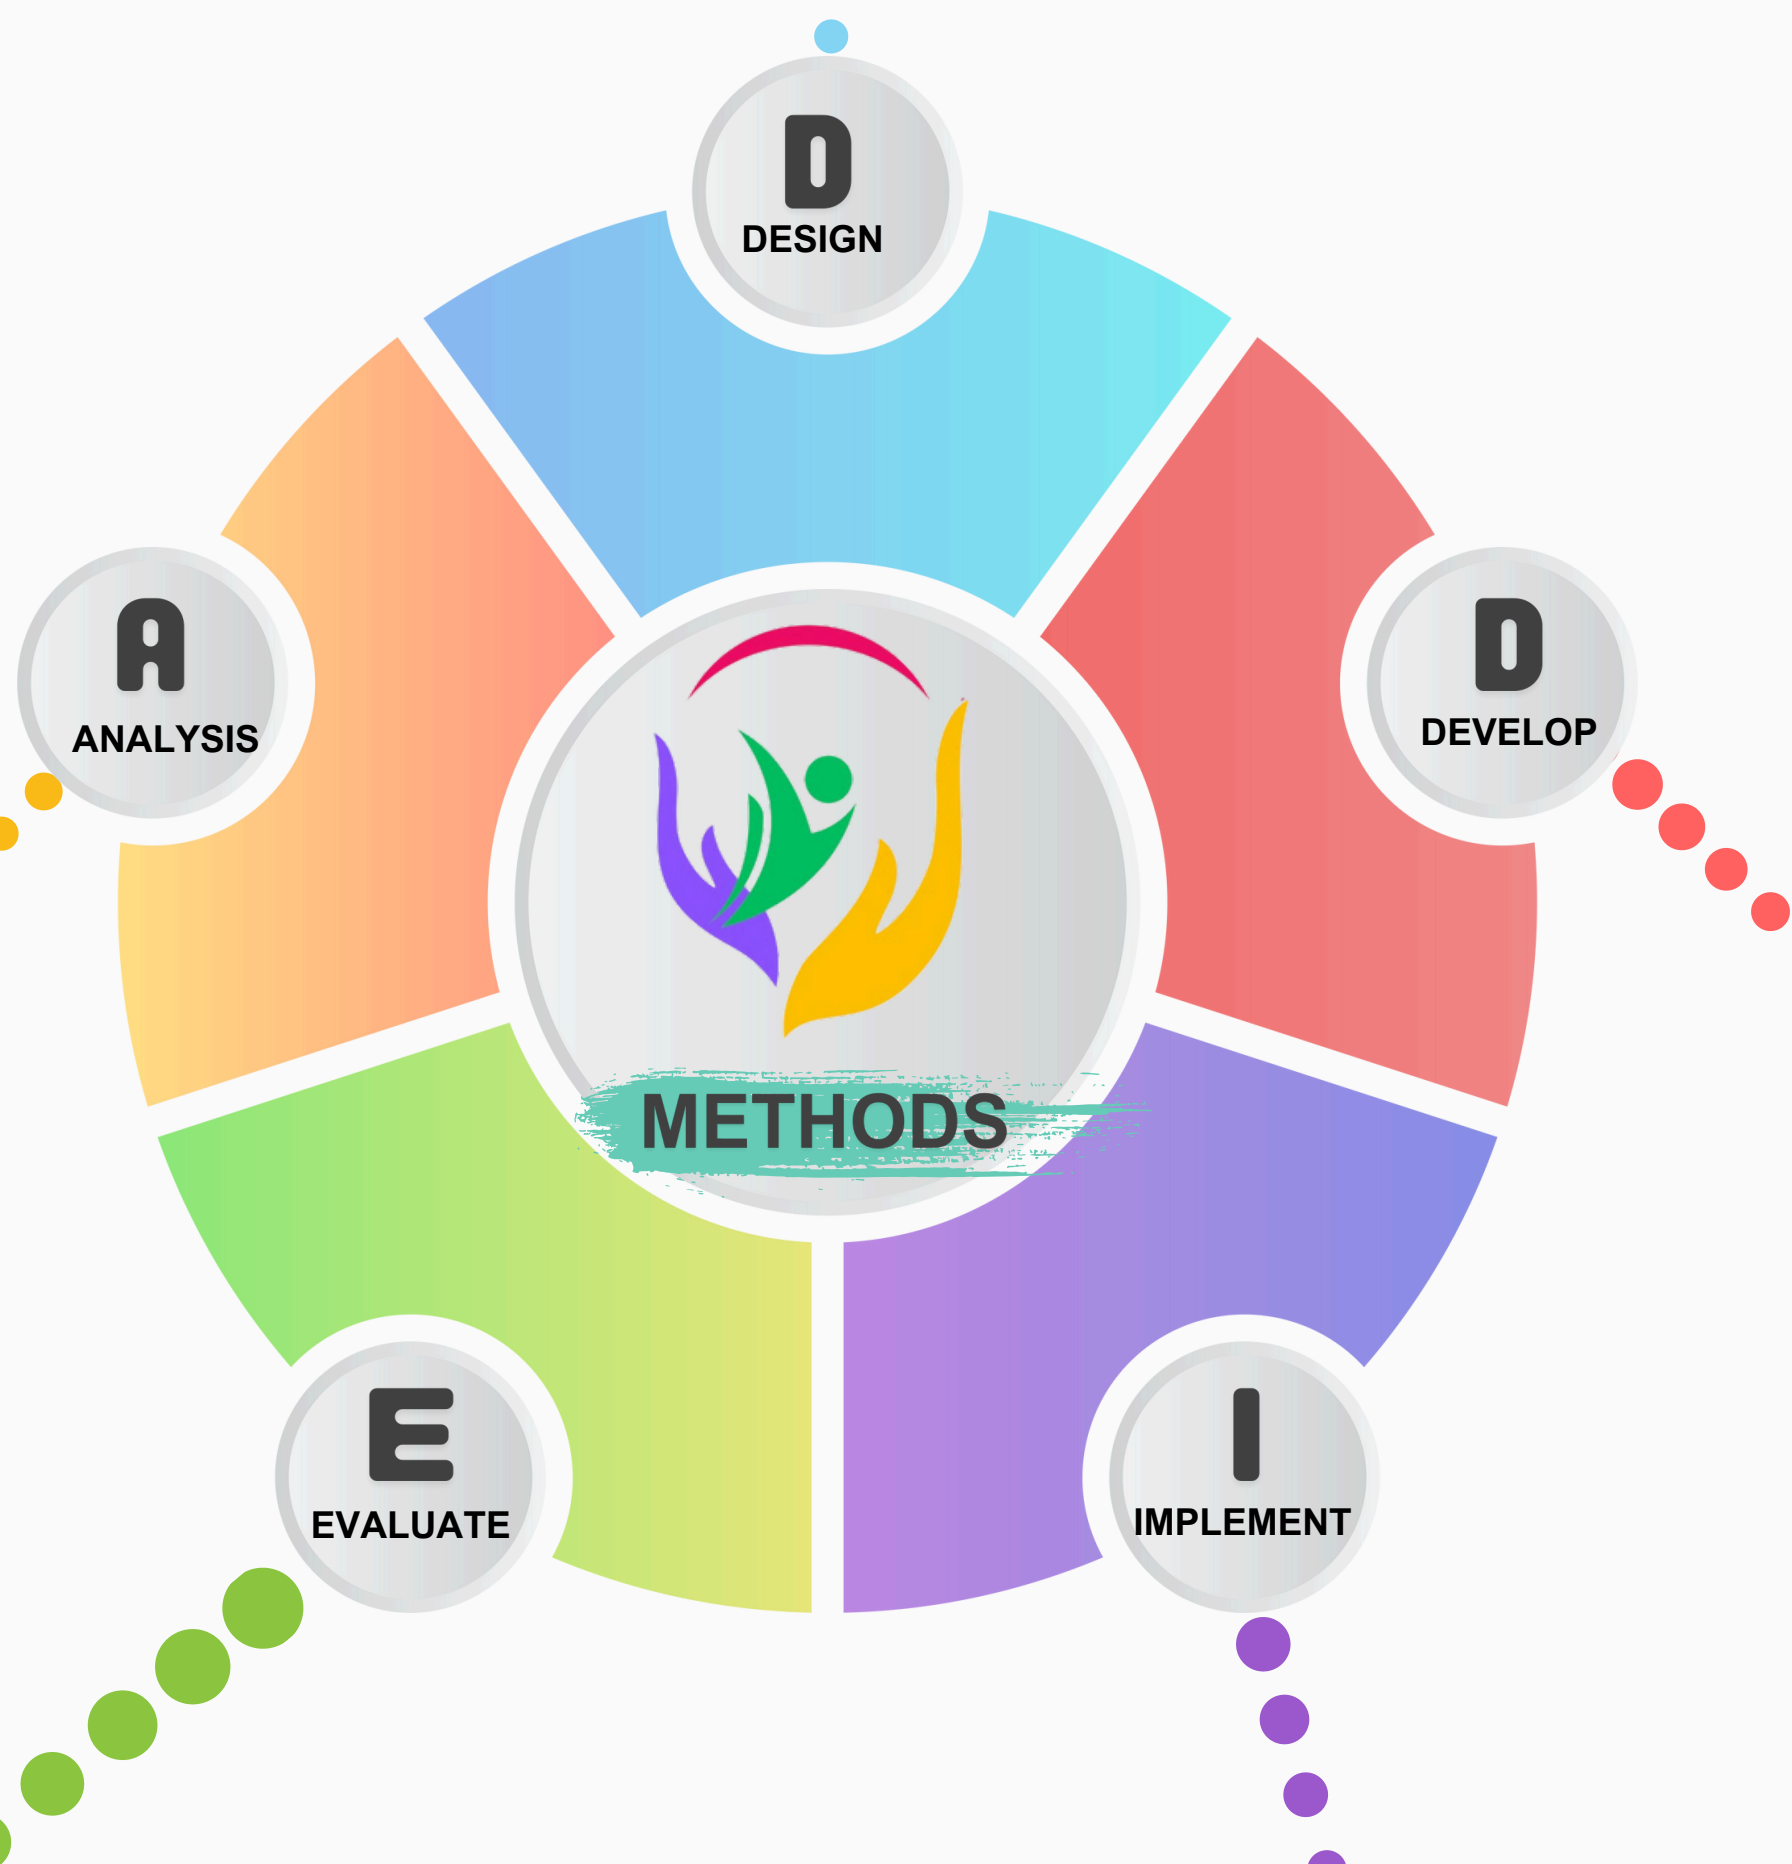 D
DESIGN
A
ANALYSIS
D
DEVELOP
METHODS
E
EVALUATE
I
IMPLEMENT